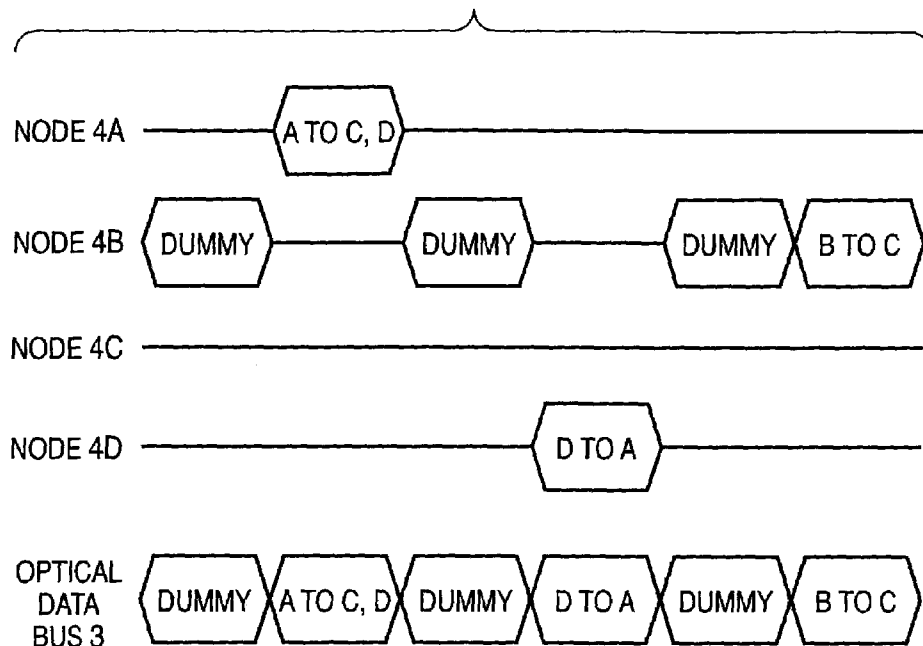 NODE 4A A TO C, D
NODE 4B DUMMY DUMMY DUMMY B TO C
NODE 4C
NODE 4D D TO A
OPTICAL
DATA
BUS 3
DUMMY A TO C, D DUMMY D TO A DUMMY B TO C